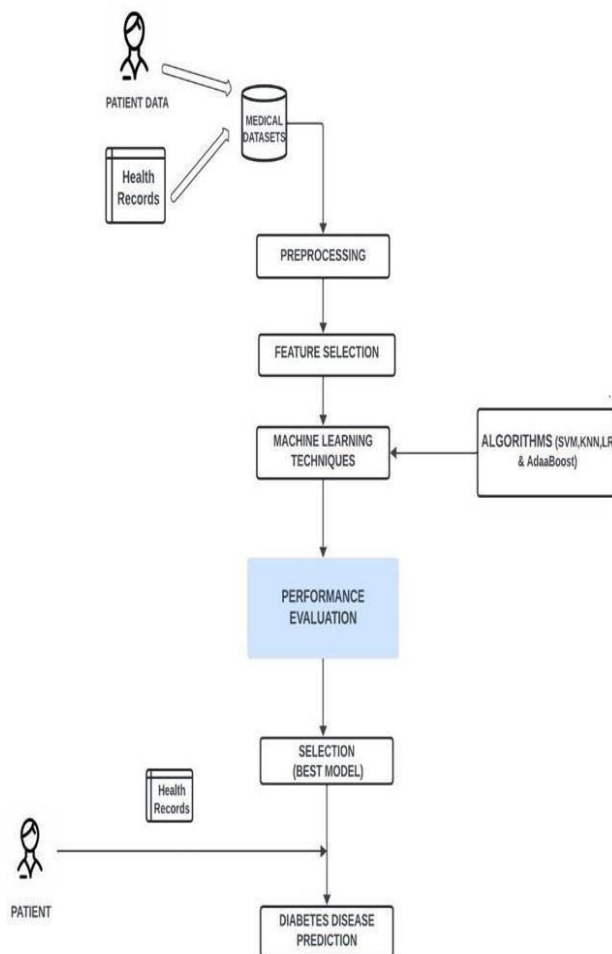 PATIENT DATA
MEDICAL
DATASETS
Health
Records
PREPROCESSING
FEATURE SELECTION
MACHINE LEARNING
TECHNIQUES
ALGORITHMS (SVM,KNN,LR
& AdaaBoost)
PERFORMANCE
EVALUATION
SELECTION
(BEST MODEL)
Health
Records
PATIENT
DIABETES DISEASE
PREDICTION